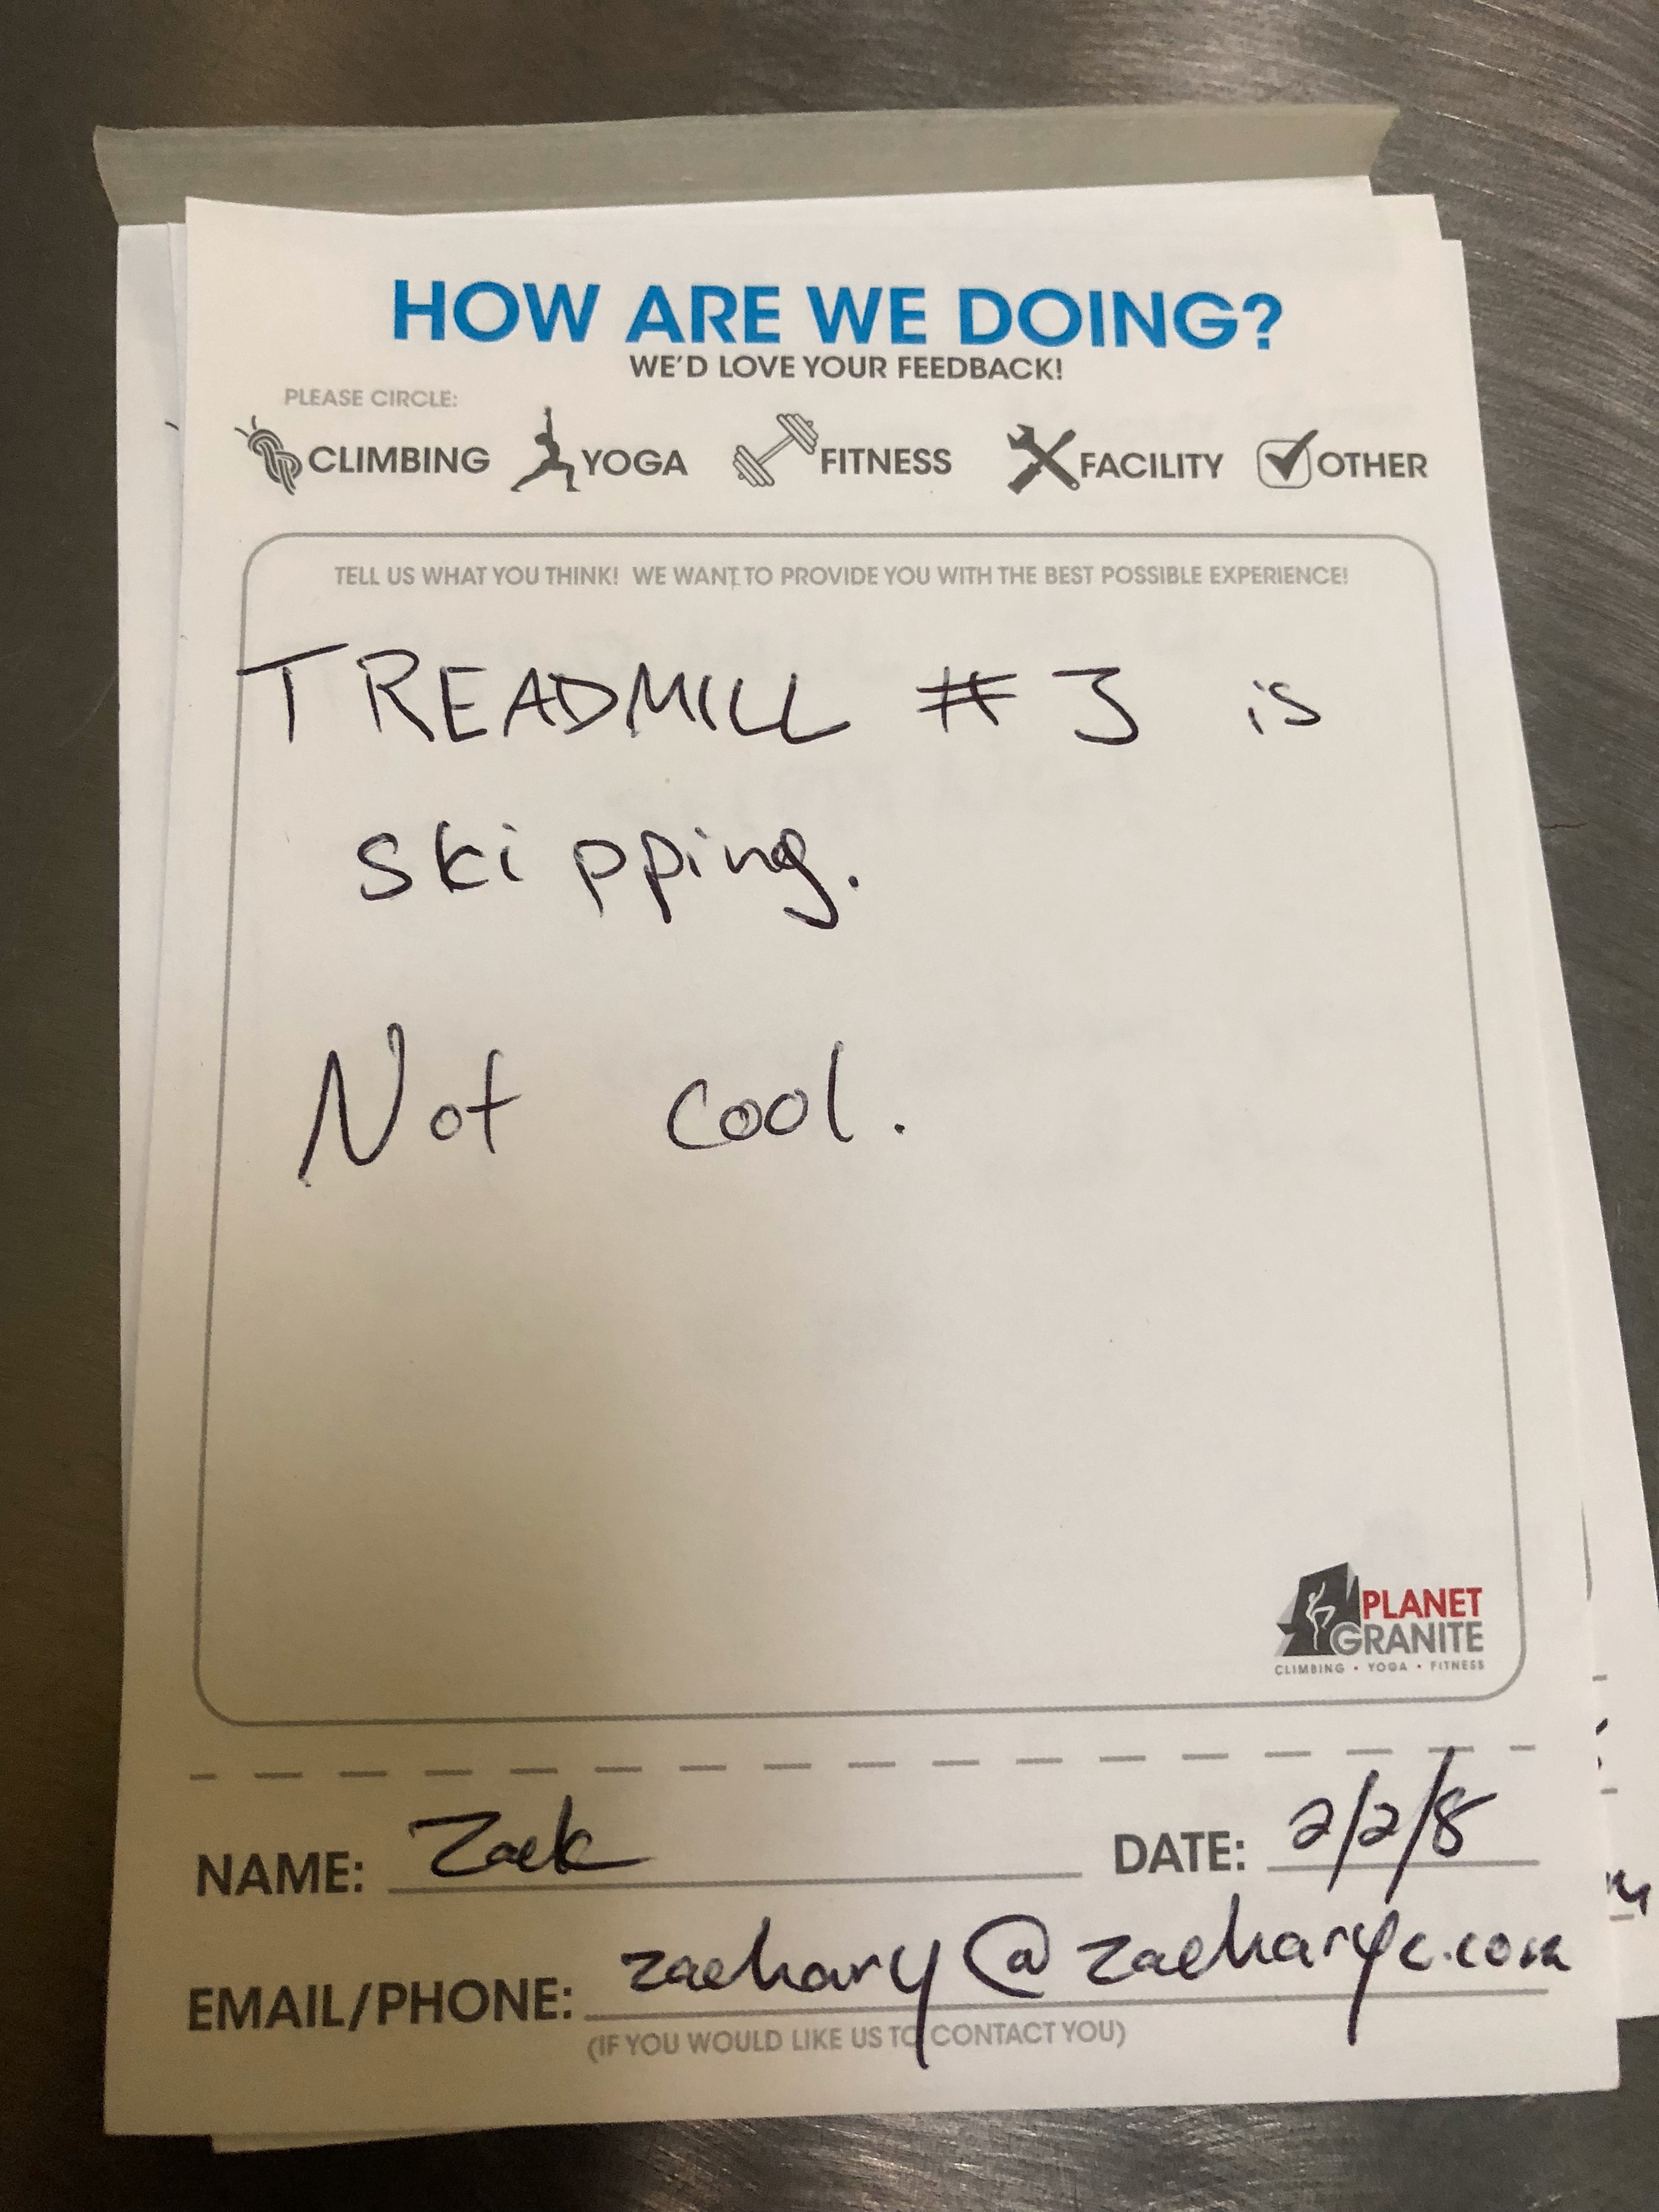 HOW ARE WE DOING?
WE'D LOVE YOUR FEEDBACK!
PLEASE CIRCLE:
CLIMBING YOGA FITNESS FACILITY OTHER
TELL US WHAT YOU THINK! WE WANT TO PROVIDE YOU WITH THE BEST POSSIBLE EXPERIENCE!
TREADMILL #3 is
skipping.
Not cool.
PLANET
GRANITE
CLIMBING • YOGA • FITNESS
NAME: Zack DATE: 2/2/8
EMAIL/PHONE: zachary@zacharyc.com
(IF YOU WOULD LIKE US TO CONTACT YOU)